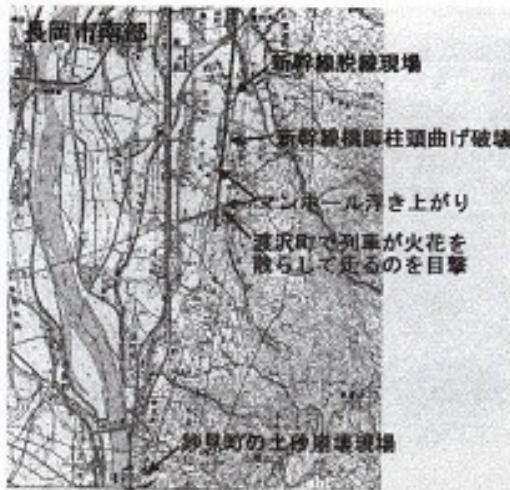 長岡市南部
新幹線脱線現場
新幹線橋脚柱頭曲げ破壊
マンホール浮き上がり
渡沢町で列車が火花を
散らして走るのを目撃
妙見町の土砂崩壊現場